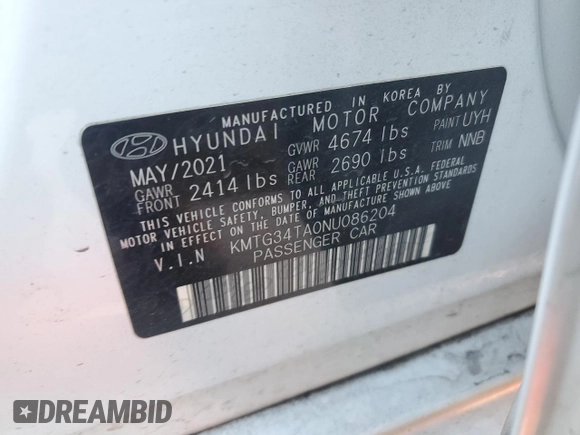 MANUFACTURED IN KOREA BY
HYUNDAI MOTOR COMPANY
MAY/2021 GVWR 4674 lbs PAINT UYH
GAWR FRONT 2414 lbs GAWR REAR 2690 lbs TRIM NNB
THIS VEHICLE CONFORMS TO ALL APPLICABLE U.S.A. FEDERAL
MOTOR VEHICLE SAFETY, BUMPER, AND THEFT PREVENTION STANDARDS
IN EFFECT ON THE DATE OF MANUFACTURE SHOWN ABOVE.
V.I.N KMTG34TA0NU086204
PASSENGER CAR
DREAMBID